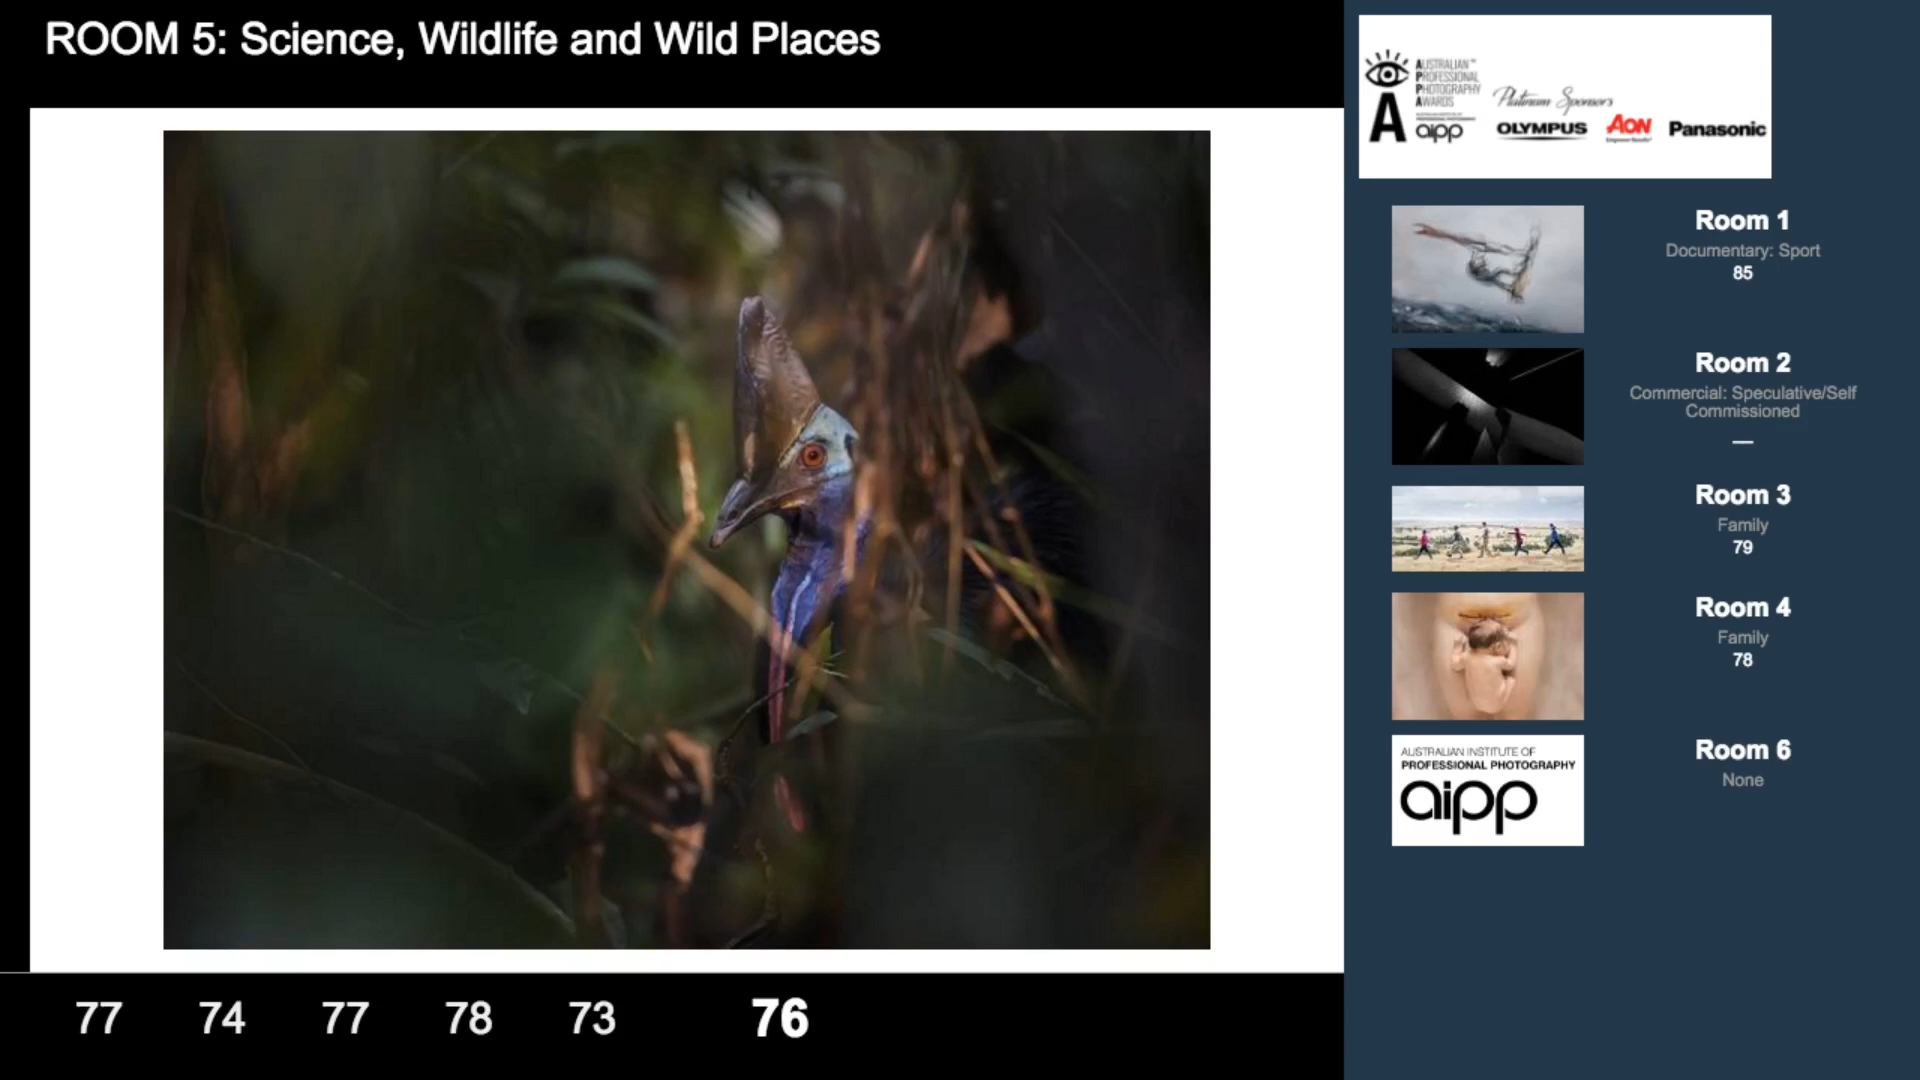 ROOM 5: Science, Wildlife and Wild Places
AUSTRALIAN™
PROFESSIONAL
PHOTOGRAPHY
AWARDS
aipp
Platinum Sponsors
OLYMPUS
AON
Panasonic
Room 1
Documentary: Sport
85
Room 2
Commercial: Speculative/Self
Commissioned
—
Room 3
Family
79
Room 4
Family
78
AUSTRALIAN INSTITUTE OF
PROFESSIONAL PHOTOGRAPHY
aipp
Room 6
None
77 74 77 78 73 76